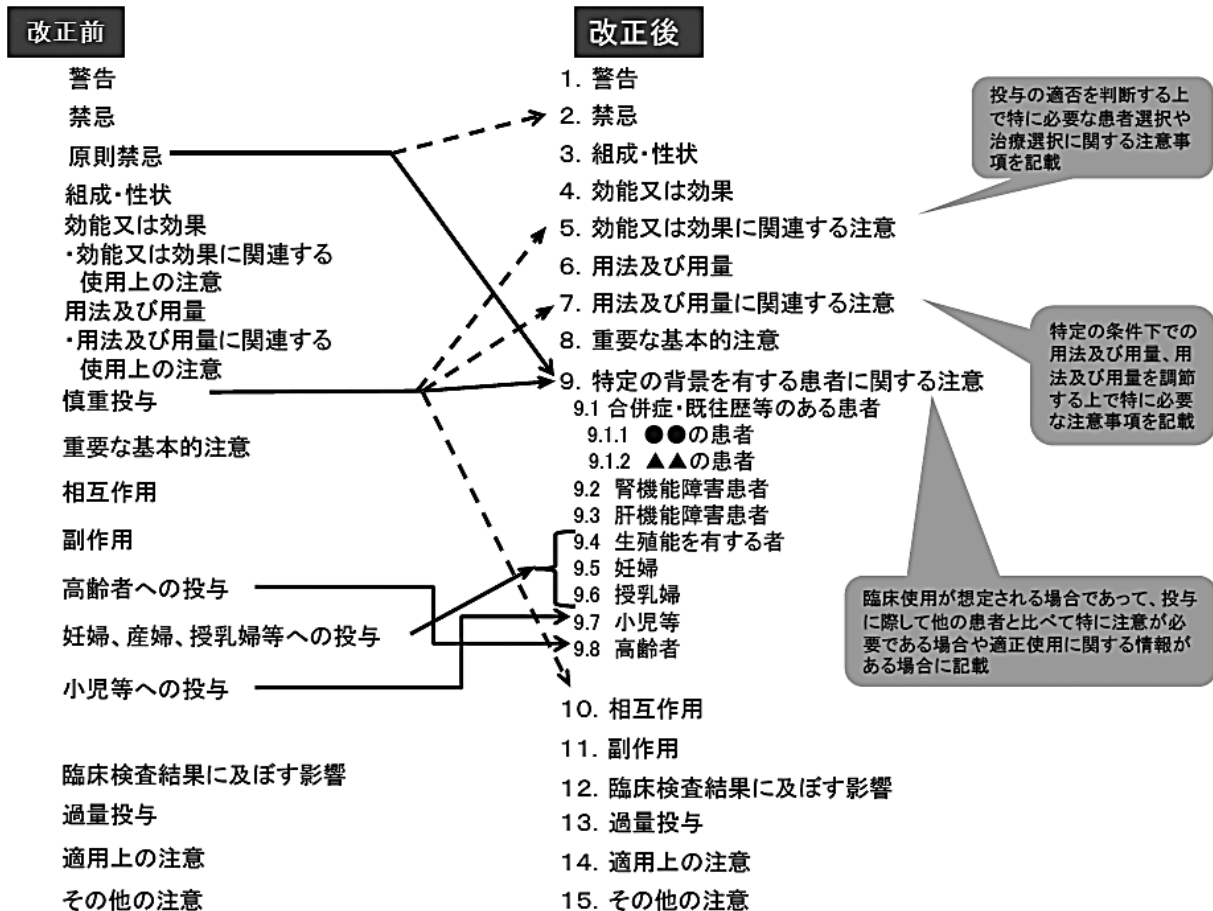 改正前
警告
禁忌
原則禁忌
組成・性状
効能又は効果
・効能又は効果に関連する
使用上の注意
用法及び用量
・用法及び用量に関連する
使用上の注意
慎重投与
重要な基本的注意
相互作用
副作用
高齢者への投与
妊婦、産婦、授乳婦等への投与
小児等への投与
臨床検査結果に及ぼす影響
過量投与
適用上の注意
その他の注意
改正後
1. 警告
2. 禁忌
3. 組成・性状
4. 効能又は効果
5. 効能又は効果に関連する注意
6. 用法及び用量
7. 用法及び用量に関連する注意
8. 重要な基本的注意
9. 特定の背景を有する患者に関する注意
9.1 合併症・既往歴等のある患者
9.1.1 ●●の患者
9.1.2 ▲▲の患者
9.2 腎機能障害患者
9.3 肝機能障害患者
9.4 生殖能を有する者
9.5 妊婦
9.6 授乳婦
9.7 小児等
9.8 高齢者
10. 相互作用
11. 副作用
12. 臨床検査結果に及ぼす影響
13. 過量投与
14. 適用上の注意
15. その他の注意
投与の適否を判断する上
で特に必要な患者選択や
治療選択に関する注意事
項を記載
特定の条件下での
用法及び用量、用
法及び用量を調節
する上で特に必要
な注意事項を記載
臨床使用が想定される場合であって、投与
に際して他の患者と比べて特に注意が必
要である場合や適正使用に関する情報が
ある場合に記載